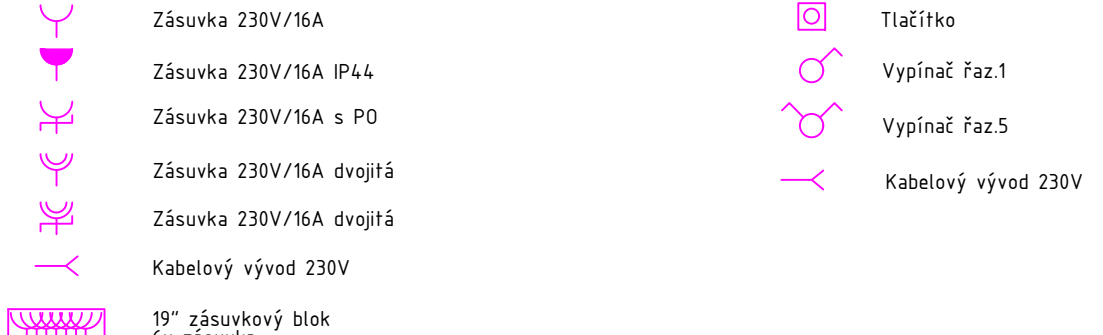 Zásuvka 230V/16A
Zásuvka 230V/16A IP44
Zásuvka 230V/16A s PO
Zásuvka 230V/16A dvojitá
Zásuvka 230V/16A dvojitá
Kabelový vývod 230V
19" zásuvkový blok
Tlačítko
Vypínač řaz.1
Vypínač řaz.5
Kabelový vývod 230V